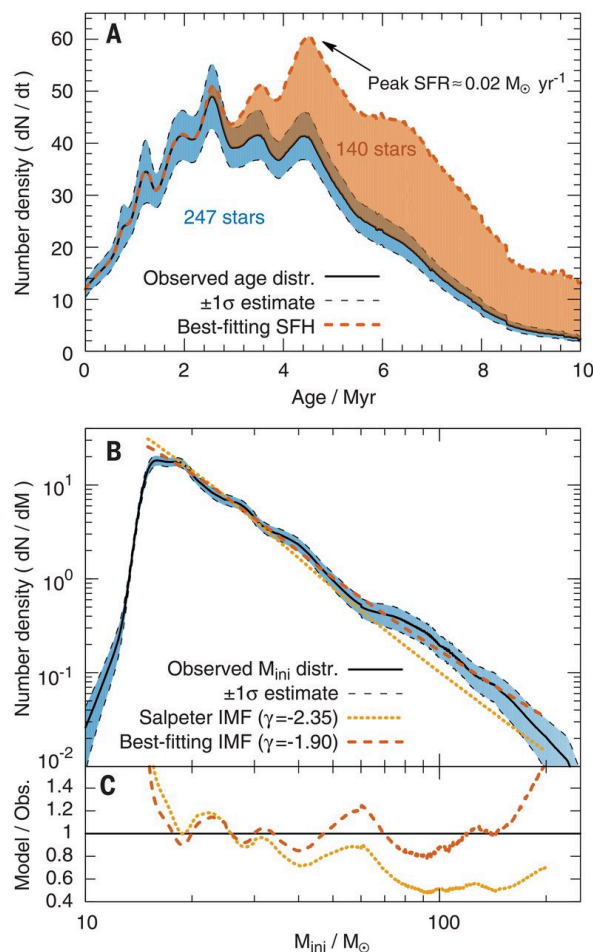 A
60
50
40
30
20
10
0
Number density ( dN / dt )
Peak SFR≈0.02 M☉ yr⁻¹
140 stars
247 stars
Observed age distr.
±1σ estimate
Best-fitting SFH
0 2 4 6 8 10
Age / Myr
B
10¹
10⁰
10⁻¹
10⁻²
Number density ( dN / dM )
Observed Mini distr.
±1σ estimate
Salpeter IMF (γ=-2.35)
Best-fitting IMF (γ=-1.90)
C
1.4
1.2
1
0.8
0.6
0.4
Model / Obs.
10 100
Mini/M☉